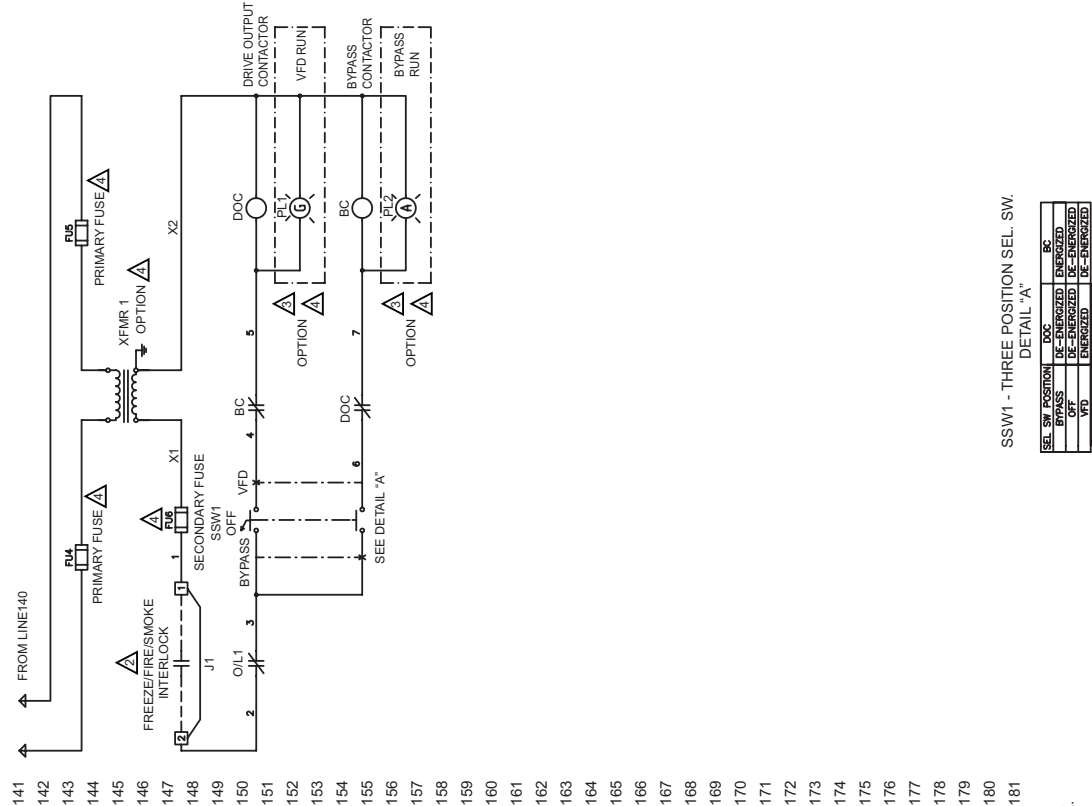 141
142
143
144
145
146
147
148
149
150
151
152
153
154
155
156
157
158
159
160
161
162
163
164
165
166
167
168
169
170
171
172
173
174
175
176
177
178
179
180
181
FROM LINE140
FU4
PRIMARY FUSE
4
FU5
PRIMARY FUSE
4
XFMR 1
OPTION
4
2
FREEZE/FIRE/SMOKE
INTERLOCK
2
1
J1
1
4
FU6
SECONDARY FUSE
X1
X2
2
O/L1
3
SSW1
OFF
BYPASS
VFD
4
BC
5
DOC
DRIVE OUTPUT
CONTACTOR
3
4
OPTION
PL1
G
VFD RUN
SEE DETAIL "A"
6
DOC
7
BC
BYPASS
CONTACTOR
3
4
OPTION
PL2
A
BYPASS
RUN
SSW1 - THREE POSITION SEL. SW.
DETAIL "A"
SEL SW POSITION DOC BC
BYPASS DE-ENERGIZED ENERGIZED
OFF DE-ENERGIZED DE-ENERGIZED
VFD ENERGIZED DE-ENERGIZED